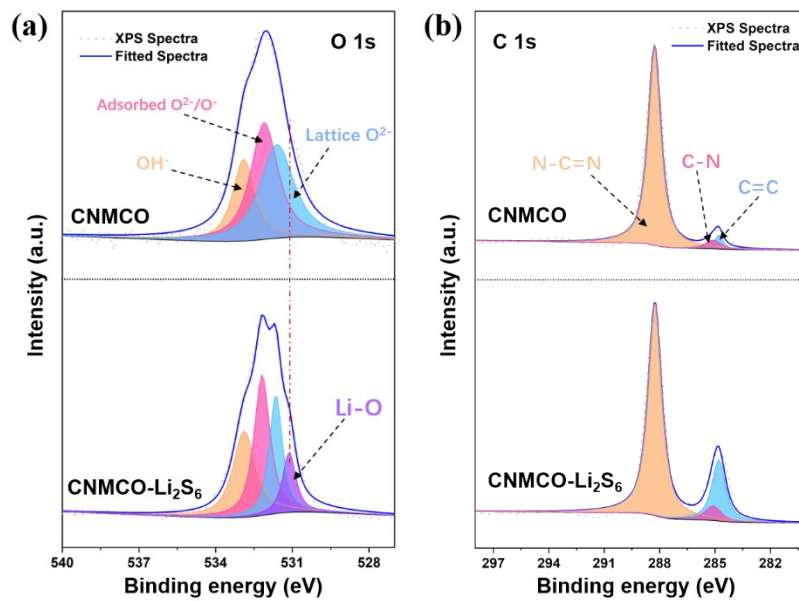 (a)
XPS Spectra
Fitted Spectra
O 1s
Adsorbed O²⁻/O⁻
Lattice O²⁻
OH⁻
CNMCO
Li-O
CNMCO-Li₂S₆
540 537 534 531 528
Binding energy (eV)
Intensity (a.u.)
(b)
C 1s
XPS Spectra
Fitted Spectra
N-C=N
C-N
C=C
CNMCO
CNMCO-Li₂S₆
297 294 291 288 285 282
Binding energy (eV)
Intensity (a.u.)